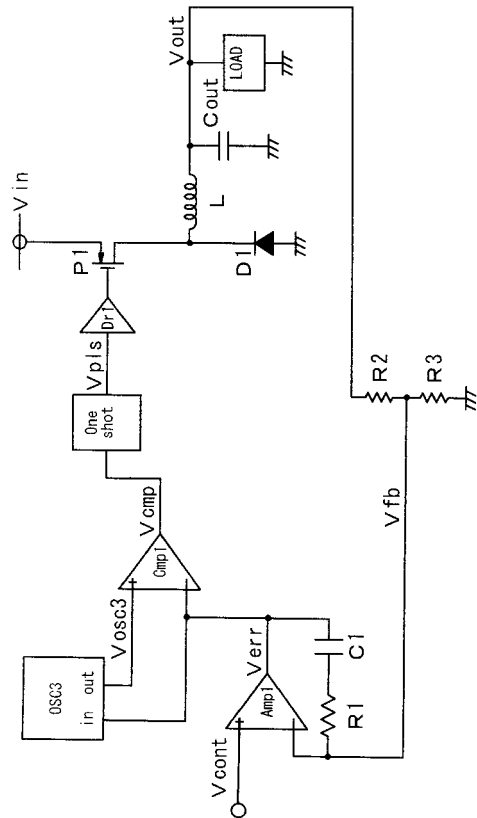 Vin
P1
Vout
Cout
LOAD
L
D1
Dr1
Vpls
One
shot
Vcmp
Cmp1
Vosc3
OSC3
in out
Verr
Amp1
Vcont
C1
R1
R2
R3
Vfb